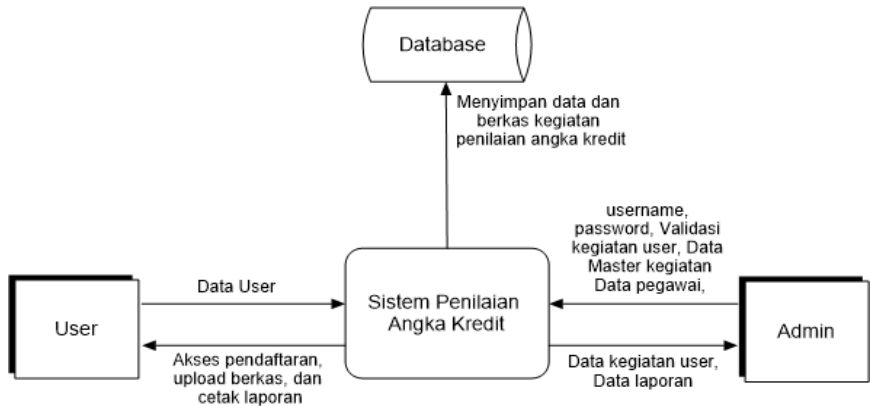 Database
Menyimpan data dan
berkas kegiatan
penilaian angka kredit
username,
password, Validasi
kegiatan user, Data
Master kegiatan
Data pegawai,
Data User
User
Sistem Penilaian
Angka Kredit
Admin
Akses pendaftaran,
upload berkas, dan
cetak laporan
Data kegiatan user,
Data laporan